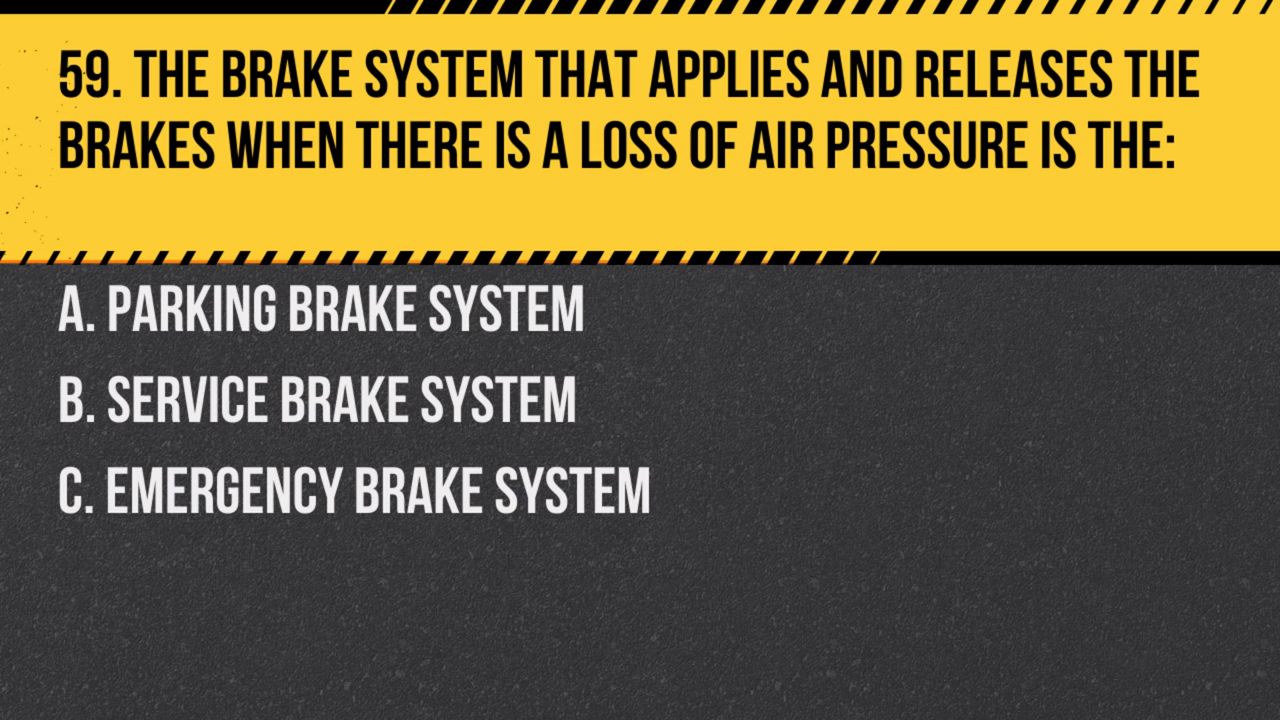 59. THE BRAKE SYSTEM THAT APPLIES AND RELEASES THE
BRAKES WHEN THERE IS A LOSS OF AIR PRESSURE IS THE:
A. PARKING BRAKE SYSTEM
B. SERVICE BRAKE SYSTEM
C. EMERGENCY BRAKE SYSTEM